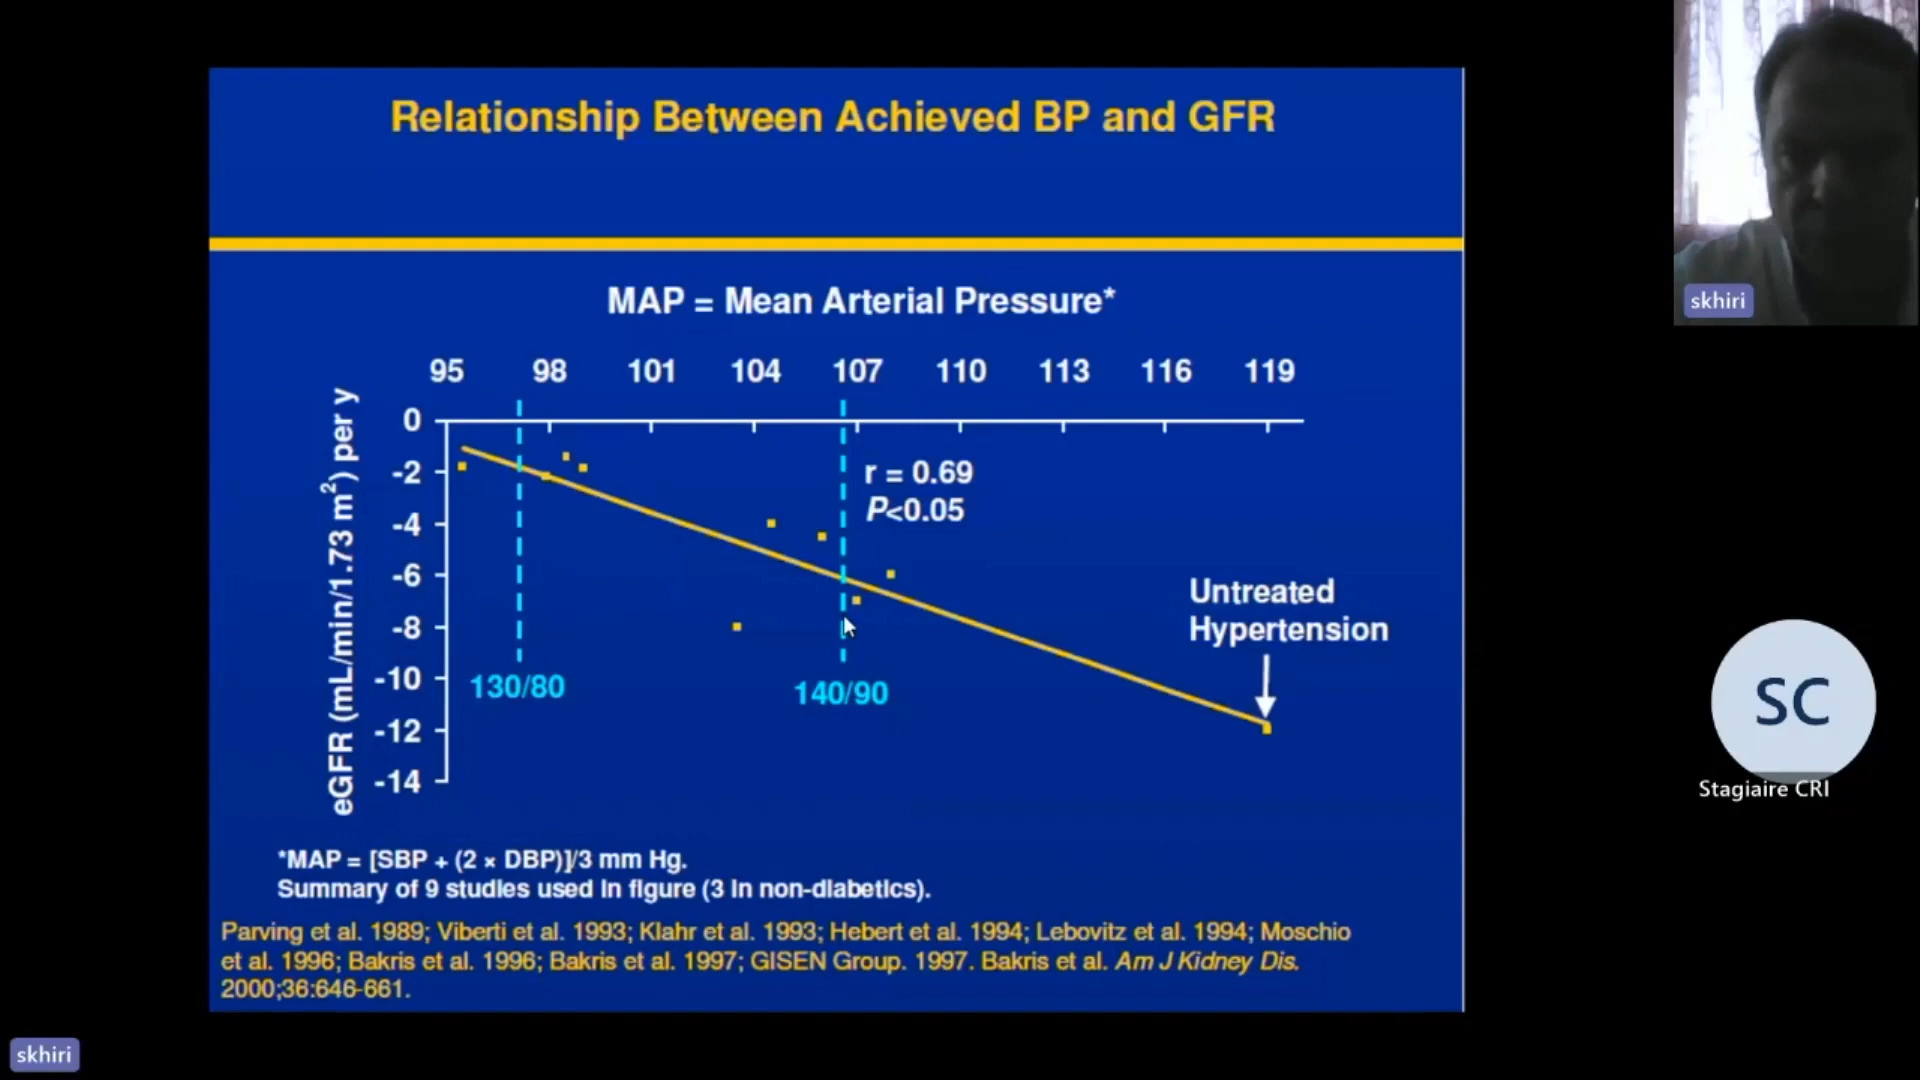 Relationship Between Achieved BP and GFR
MAP = Mean Arterial Pressure*
95 98 101 104 107 110 113 116 119
eGFR (mL/min/1.73 m²) per y
0
-2
-4
-6
-8
-10
-12
-14
r = 0.69
P<0.05
Untreated
Hypertension
130/80
140/90
*MAP = [SBP + (2 × DBP)]/3 mm Hg.
Summary of 9 studies used in figure (3 in non-diabetics).
Parving et al. 1989; Viberti et al. 1993; Klahr et al. 1993; Hebert et al. 1994; Lebovitz et al. 1994; Moschio
et al. 1996; Bakris et al. 1996; Bakris et al. 1997; GISEN Group. 1997. Bakris et al. Am J Kidney Dis.
2000;36:646-661.
skhiri
SC
Stagiaire CRI
skhiri